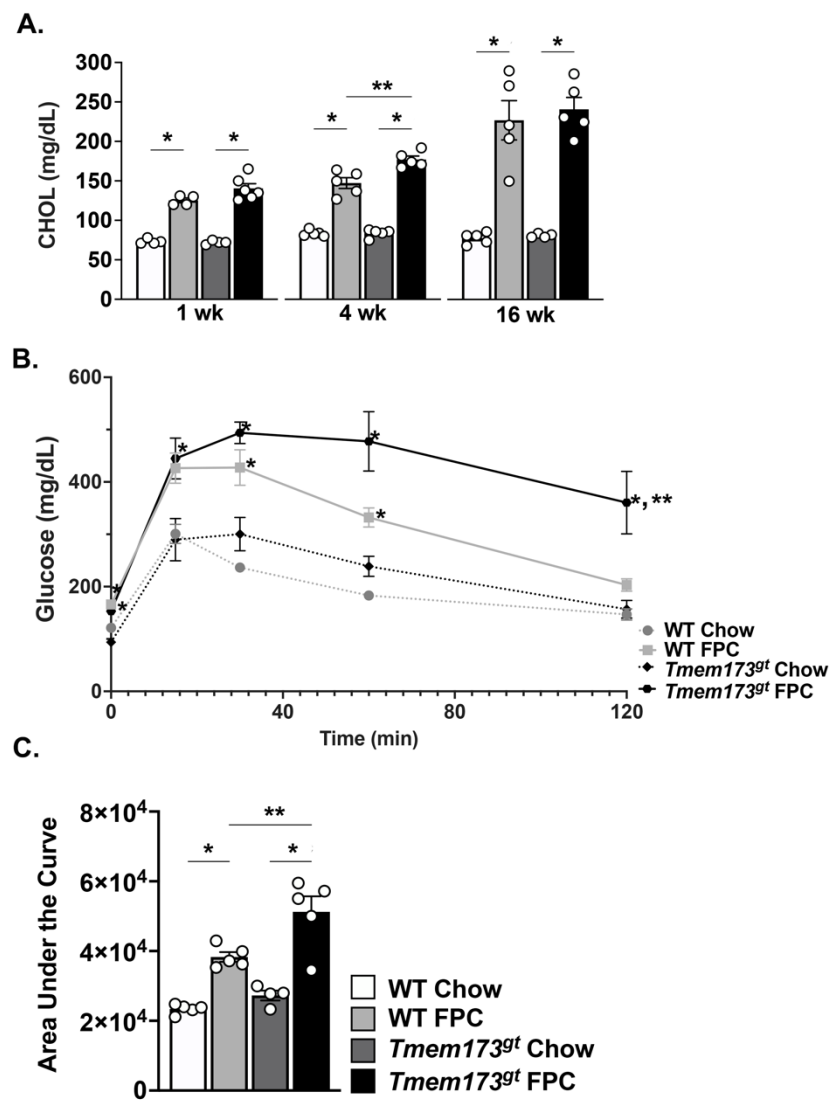 A.
CHOL (mg/dL)
300
250
200
150
100
50
0
*
*
*
*
**
*
*
1 wk
4 wk
16 wk
B.
Glucose (mg/dL)
600
400
200
0
*
*
*
*
*
*
*
*, **
0
40
80
120
Time (min)
WT Chow
WT FPC
Tmem173ᵍᵗ Chow
Tmem173ᵍᵗ FPC
C.
Area Under the Curve
8×10⁴
6×10⁴
4×10⁴
2×10⁴
0
*
**
*
WT Chow
WT FPC
Tmem173ᵍᵗ Chow
Tmem173ᵍᵗ FPC